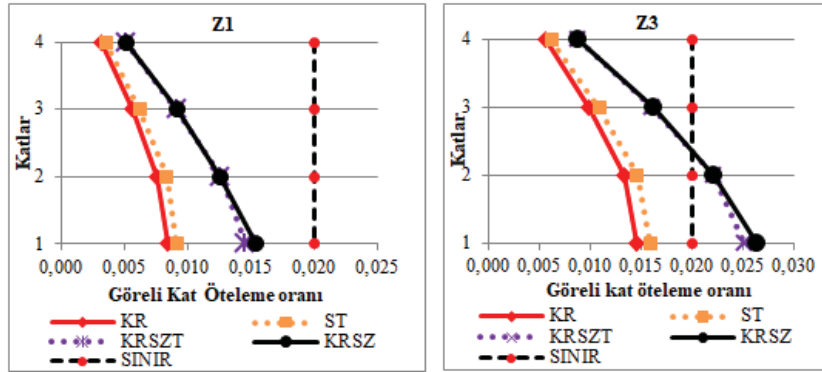 Z1
4
3
2
1
Katlar
0,000 0,005 0,010 0,015 0,020 0,025
Göreli Kat Öteleme oranı
KR ST
KRSZT KRSZ
SINIR
Z3
4
3
2
1
Katlar
0,000 0,005 0,010 0,015 0,020 0,025 0,030
Göreli kat öteleme oranı
KR ST
KRSZT KRSZ
SINIR